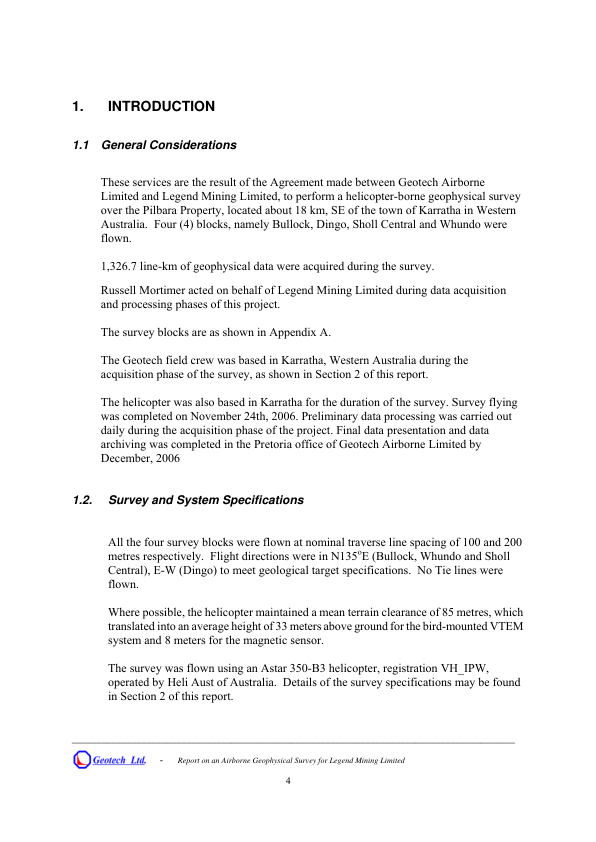 1. INTRODUCTION
1.1 General Considerations
These services are the result of the Agreement made between Geotech Airborne
Limited and Legend Mining Limited, to perform a helicopter-borne geophysical survey
over the Pilbara Property, located about 18 km, SE of the town of Karratha in Western
Australia. Four (4) blocks, namely Bullock, Dingo, Sholl Central and Whundo were
flown.
1,326.7 line-km of geophysical data were acquired during the survey.
Russell Mortimer acted on behalf of Legend Mining Limited during data acquisition
and processing phases of this project.
The survey blocks are as shown in Appendix A.
The Geotech field crew was based in Karratha, Western Australia during the
acquisition phase of the survey, as shown in Section 2 of this report.
The helicopter was also based in Karratha for the duration of the survey. Survey flying
was completed on November 24th, 2006. Preliminary data processing was carried out
daily during the acquisition phase of the project. Final data presentation and data
archiving was completed in the Pretoria office of Geotech Airborne Limited by
December, 2006
1.2. Survey and System Specifications
All the four survey blocks were flown at nominal traverse line spacing of 100 and 200
metres respectively. Flight directions were in N135°E (Bullock, Whundo and Sholl
Central), E-W (Dingo) to meet geological target specifications. No Tie lines were
flown.
Where possible, the helicopter maintained a mean terrain clearance of 85 metres, which
translated into an average height of 33 meters above ground for the bird-mounted VTEM
system and 8 meters for the magnetic sensor.
The survey was flown using an Astar 350-B3 helicopter, registration VH_IPW,
operated by Heli Aust of Australia. Details of the survey specifications may be found
in Section 2 of this report.
Geotech Ltd. - Report on an Airborne Geophysical Survey for Legend Mining Limited
4